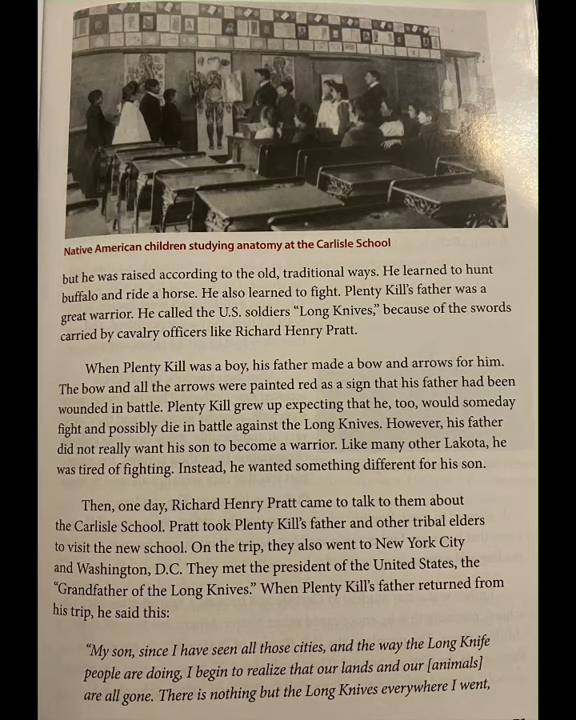 Native American children studying anatomy at the Carlisle School
but he was raised according to the old, traditional ways. He learned to hunt
buffalo and ride a horse. He also learned to fight. Plenty Kill’s father was a
great warrior. He called the U.S. soldiers “Long Knives,” because of the swords
carried by cavalry officers like Richard Henry Pratt.
When Plenty Kill was a boy, his father made a bow and arrows for him.
The bow and all the arrows were painted red as a sign that his father had been
wounded in battle. Plenty Kill grew up expecting that he, too, would someday
fight and possibly die in battle against the Long Knives. However, his father
did not really want his son to become a warrior. Like many other Lakota, he
was tired of fighting. Instead, he wanted something different for his son.
Then, one day, Richard Henry Pratt came to talk to them about
the Carlisle School. Pratt took Plenty Kill’s father and other tribal elders
to visit the new school. On the trip, they also went to New York City
and Washington, D.C. They met the president of the United States, the
“Grandfather of the Long Knives.” When Plenty Kill’s father returned from
his trip, he said this:
“My son, since I have seen all those cities, and the way the Long Knife
people are doing, I begin to realize that our lands and our [animals]
are all gone. There is nothing but the Long Knives everywhere I went,